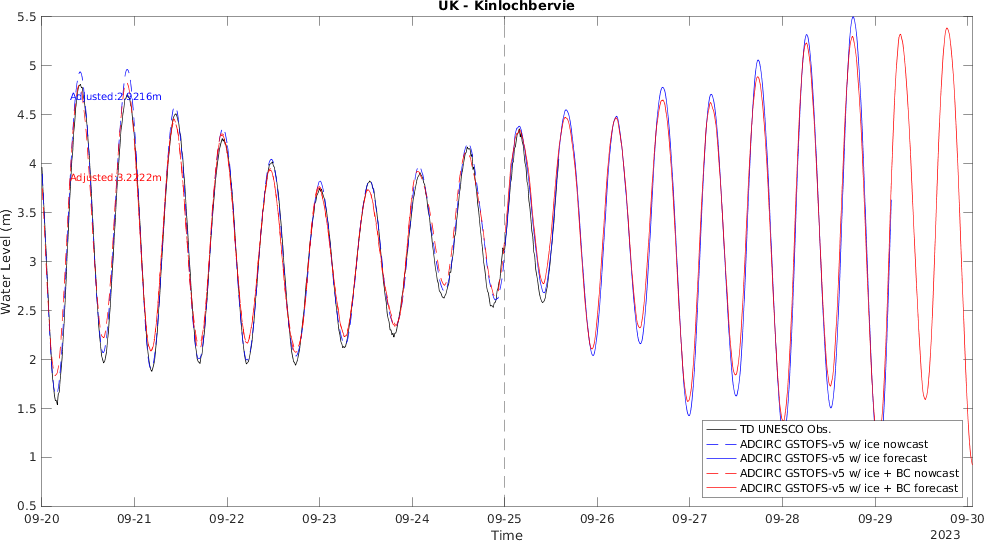 UK - Kinlochbervie
5.5
5
4.5
4
3.5
3
2.5
2
1.5
1
0.5
Water Level (m)
Adjusted:3.2222m
TD UNESCO Obs.
ADCIRC GSTOFS-v5 w/ ice nowcast
ADCIRC GSTOFS-v5 w/ ice forecast
ADCIRC GSTOFS-v5 w/ ice + BC nowcast
ADCIRC GSTOFS-v5 w/ ice + BC forecast
09-20 09-21 09-22 09-23 09-24 09-25 09-26 09-27 09-28 09-29 09-30
Time
2023